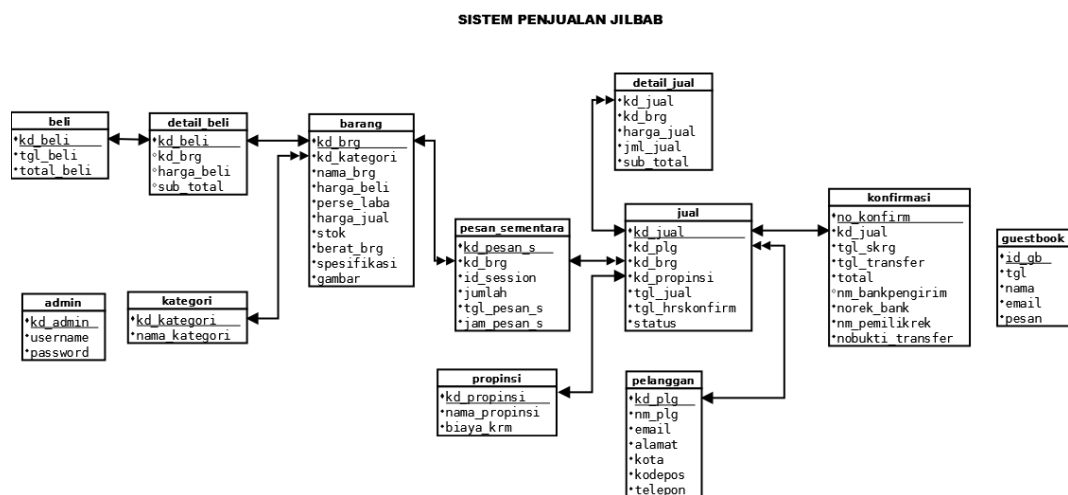 SISTEM PENJUALAN JILBAB
beli
kd_beli
tgl_beli
total_beli
detail_beli
kd_beli
kd_brg
harga_beli
sub_total
barang
kd_brg
kd_kategori
nama_brg
harga_beli
perse_laba
harga_jual
stok
berat_brg
spesifikasi
gambar
detail_jual
kd_jual
kd_brg
harga_jual
jml_jual
sub_total
pesan_sementara
kd_pesan_s
kd_brg
id_session
jumlah
tgl_pesan_s
jam_pesan_s
jual
kd_jual
kd_plg
kd_brg
kd_propinsi
tgl_jual
tgl_hrskonfirm
status
konfirmasi
no_konfirm
kd_jual
tgl_skrg
tgl_transfer
total
nm_bankpengirim
norek_bank
nm_pemilikrek
nobukti_transfer
guestbook
id_gb
tgl
nama
email
pesan
admin
kd_admin
username
password
kategori
kd_kategori
nama_kategori
propinsi
kd_propinsi
nama_propinsi
biaya_krm
pelanggan
kd_plg
nm_plg
email
alamat
kota
kodepos
telepon